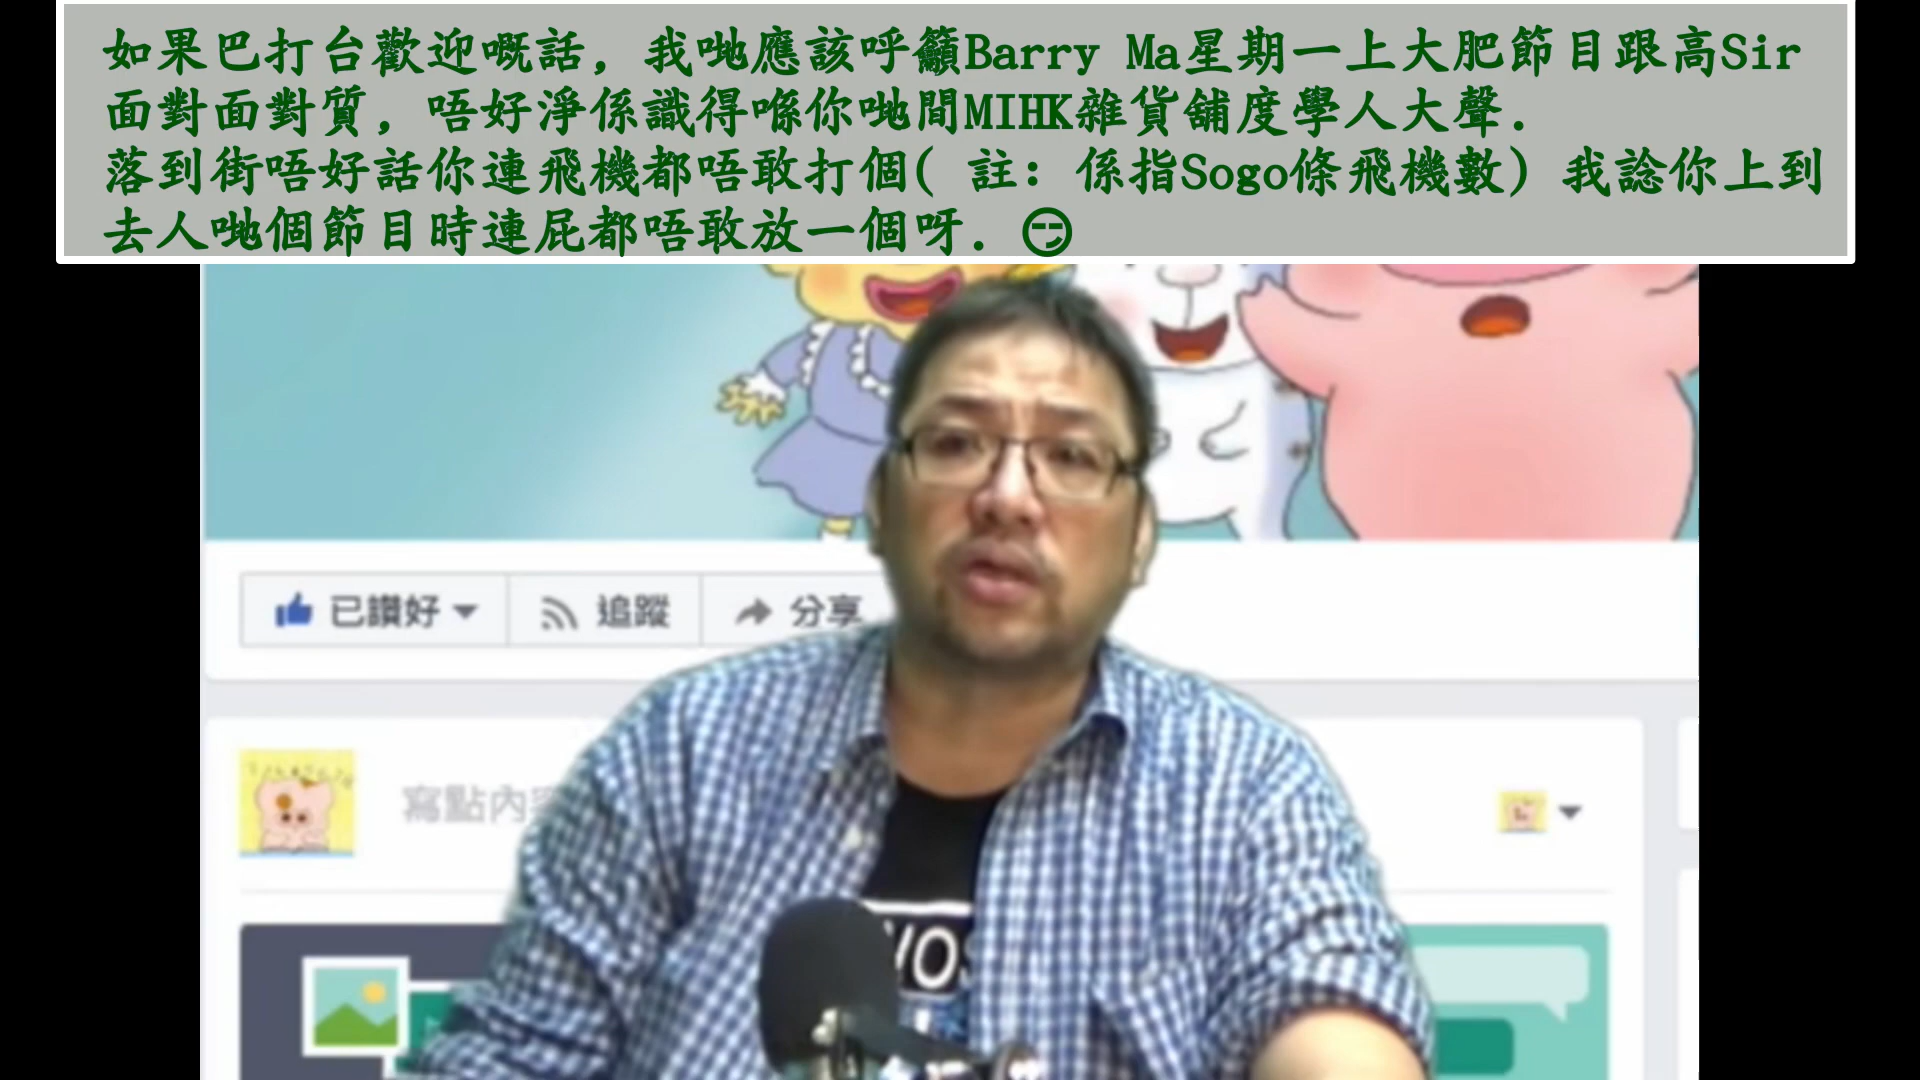 如果巴打台歡迎嘅話，我哋應該呼籲Barry Ma星期一上大肥節目跟高Sir
面對面對質，唔好淨係識得喺你哋間MIHK雜貨舖度學人大聲.
落到街唔好話你連飛機都唔敢打個( 註: 係指Sogo條飛機數) 我諗你上到
去人哋個節目時連屁都唔敢放一個呀. 😏
已讚好 追蹤 分享
寫點內